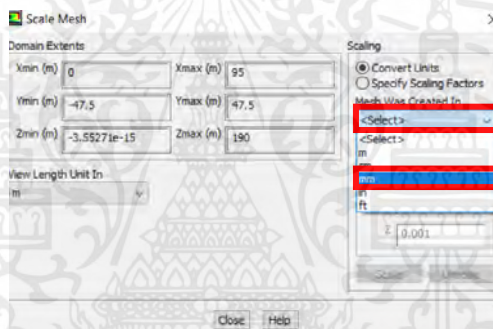 Scale Mesh
Domain Extents
Xmin (m) 0 Xmax (m) 95
Ymin (m) -47.5 Ymax (m) 47.5
Zmin (m) -3.55271e-15 Zmax (m) 190
View Length Unit In
m
Scaling
Convert Units
Specify Scaling Factors
Mesh Was Created In
<Select>
<Select>
m
mm
in
ft
Z 0.001
Close Help